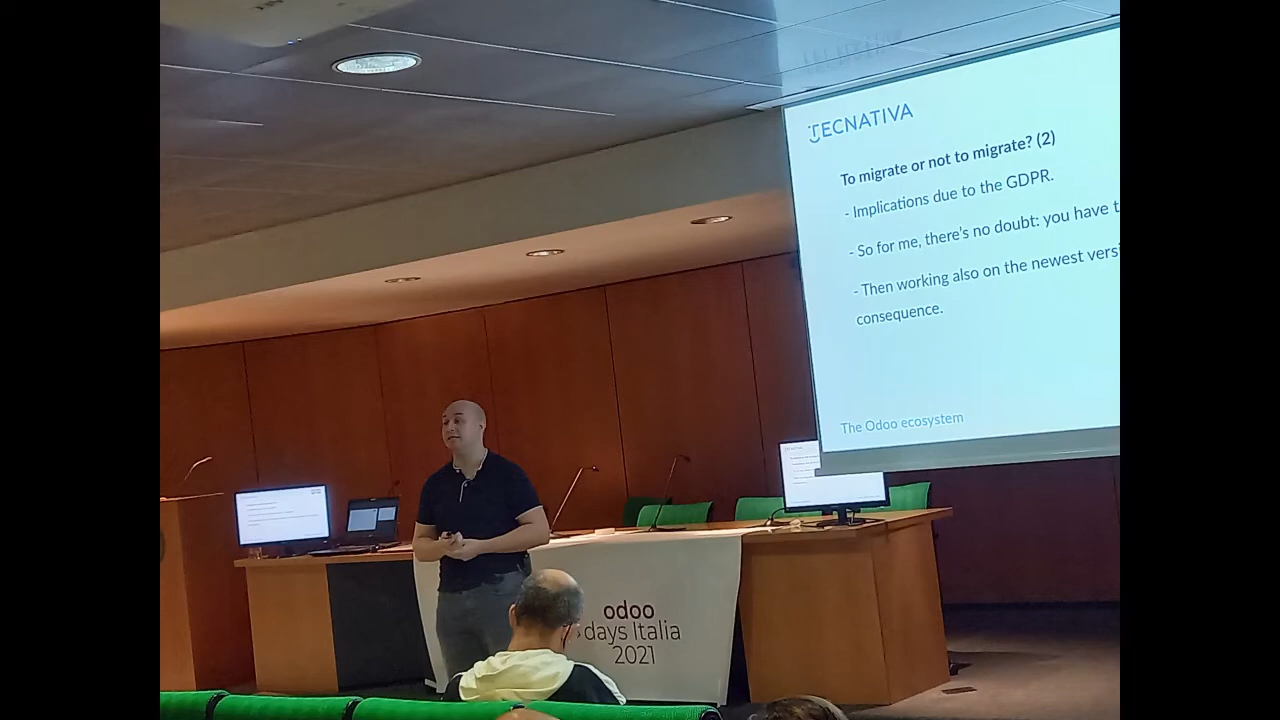 TECNATIVA
To migrate or not to migrate? (2)
- Implications due to the GDPR.
- So for me, there's no doubt: you have t
- Then working also on the newest versi
consequence.
The Odoo ecosystem
odoo
days Italia
2021